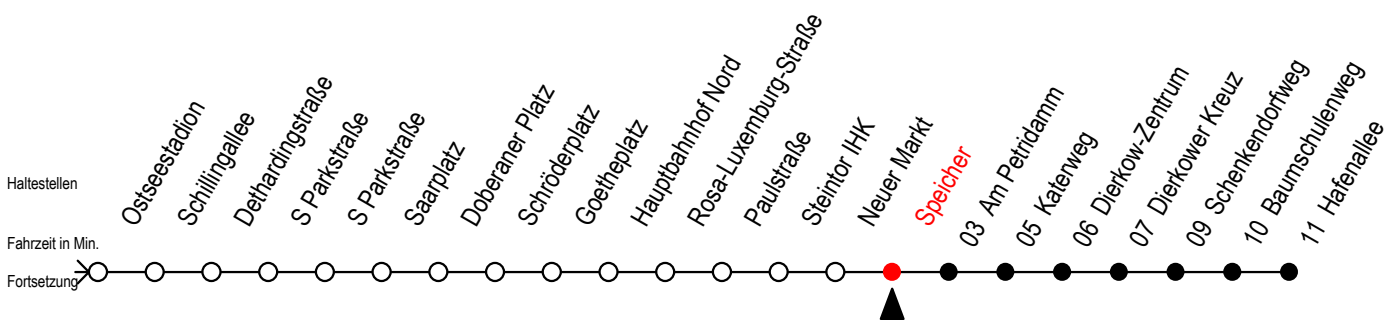 Haltestellen
Ostseestadion
Schillingallee
Dethardingstraße
S Parkstraße
S Parkstraße
Saarplatz
Doberaner Platz
Schröderplatz
Goetheplatz
Hauptbahnhof Nord
Rosa-Luxemburg-Straße
Paulstraße
Steintor IHK
Neuer Markt
Speicher
03 Am Petridamm
05 Katerweg
06 Dierkow-Zentrum
07 Dierkower Kreuz
09 Schenkendorfweg
10 Baumschulenweg
11 Hafenallee
Fahrzeit in Min.
Fortsetzung